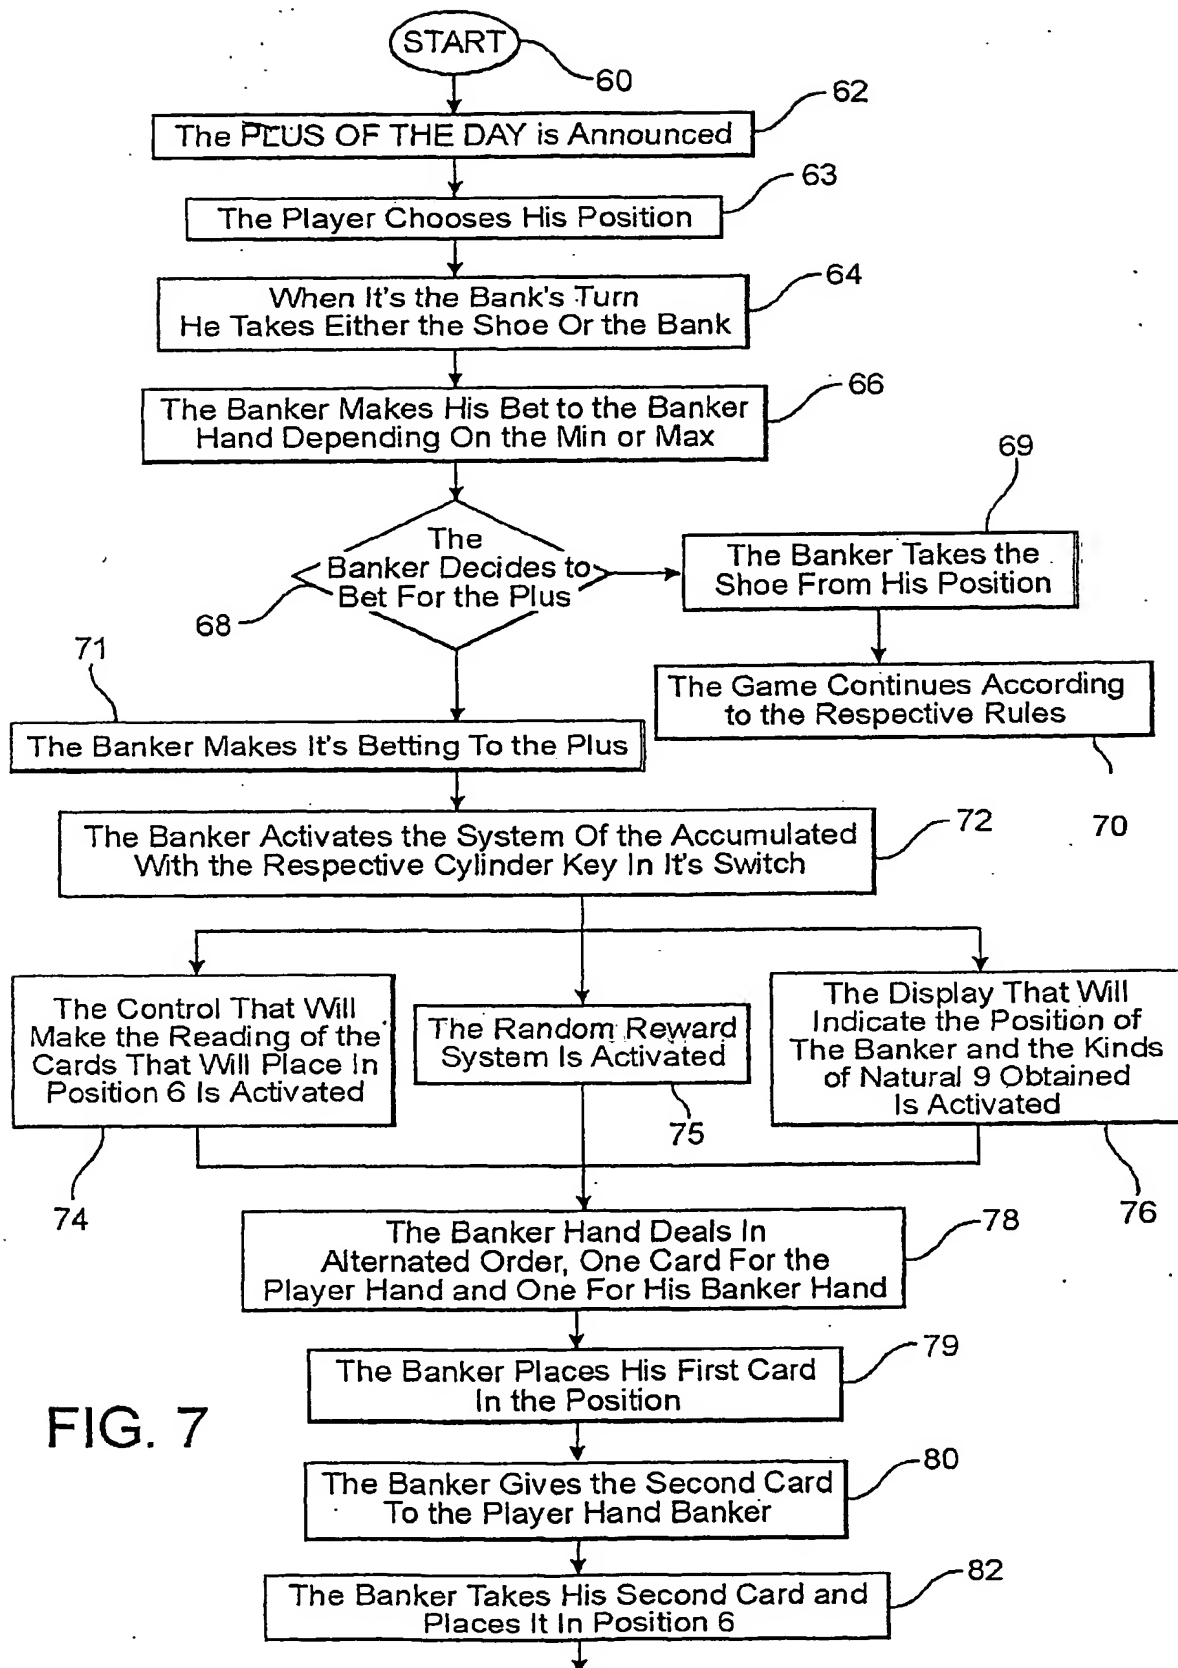 START
60
62
The PLUS OF THE DAY is Announced
63
The Player Chooses His Position
64
When It's the Bank's Turn
He Takes Either the Shoe Or the Bank
66
The Banker Makes His Bet to the Banker
Hand Depending On the Min or Max
69
The
Banker Decides to
Bet For the Plus
68
The Banker Takes the
Shoe From His Position
71
The Game Continues According
to the Respective Rules
70
The Banker Makes It's Betting To the Plus
72
The Banker Activates the System Of the Accumulated
With the Respective Cylinder Key In It's Switch
The Control That Will
Make the Reading of the
Cards That Will Place In
Position 6 Is Activated
74
The Random Reward
System Is Activated
75
The Display That Will
Indicate the Position of
The Banker and the Kinds
of Natural 9 Obtained
Is Activated
76
78
The Banker Hand Deals In
Alternated Order, One Card For the
Player Hand and One For His Banker Hand
79
The Banker Places His First Card
In the Position
FIG. 7
80
The Banker Gives the Second Card
To the Player Hand Banker
82
The Banker Takes His Second Card and
Places It In Position 6